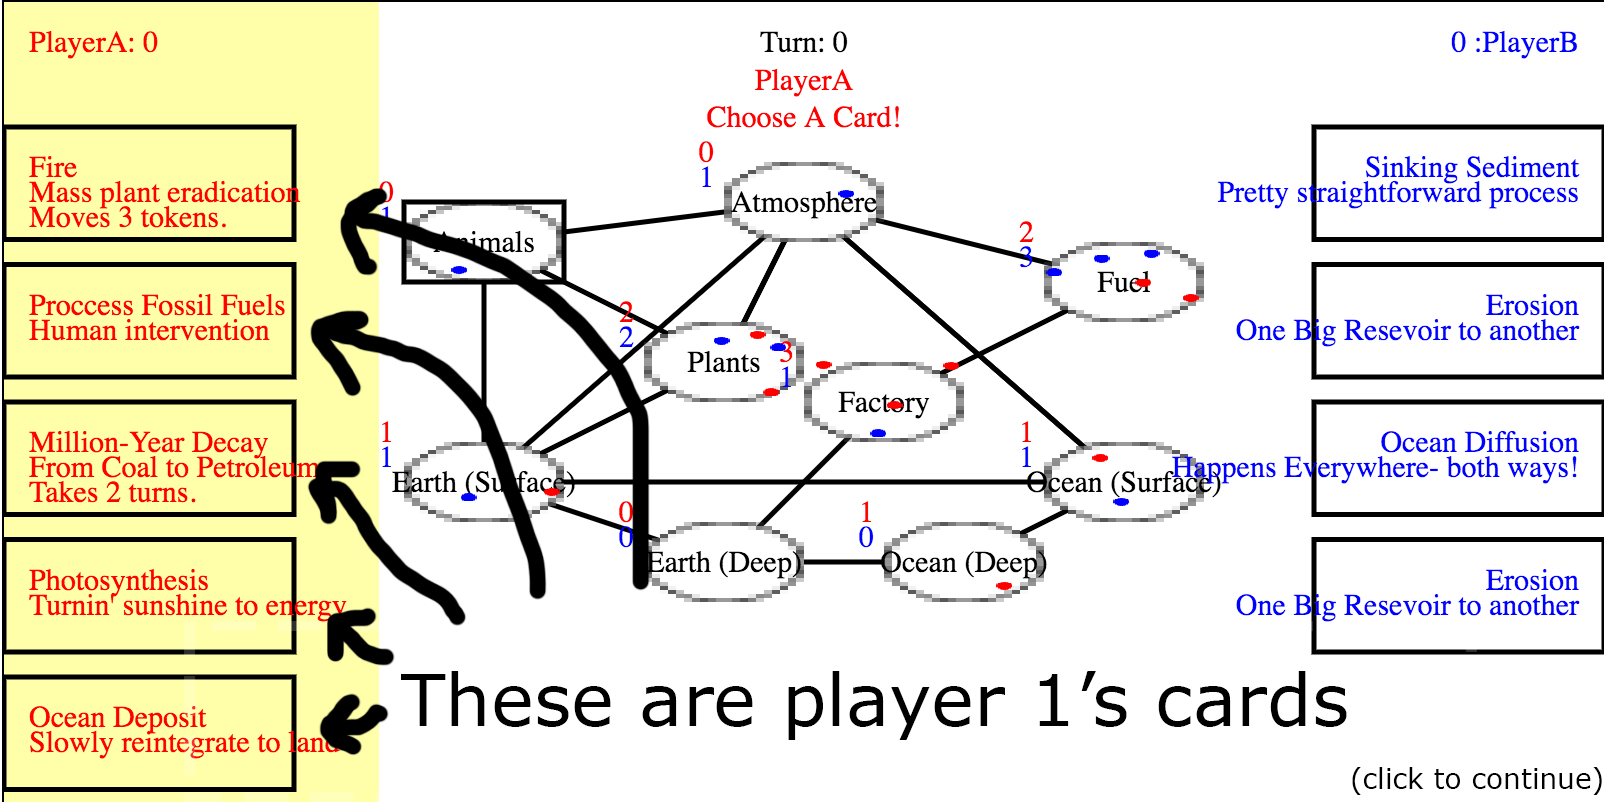 PlayerA: 0
Turn: 0
0 :PlayerB
PlayerA
Choose A Card!
Fire
Mass plant eradication
Moves 3 tokens.
Proccess Fossil Fuels
Human intervention
Million-Year Decay
From Coal to Petroleum
Takes 2 turns.
Photosynthesis
Turnin' sunshine to energy
Ocean Deposit
Slowly reintegrate to land
0
1
Atmosphere
0
1
Animals
2
3
Fuel
2
2
Plants
3
1
Factory
1
1
Earth (Surface)
1
1
Ocean (Surface)
0
0
Earth (Deep)
1
0
Ocean (Deep)
Sinking Sediment
Pretty straightforward process
Erosion
One Big Resevoir to another
Ocean Diffusion
Happens Everywhere- both ways!
Erosion
One Big Resevoir to another
These are player 1’s cards
(click to continue)